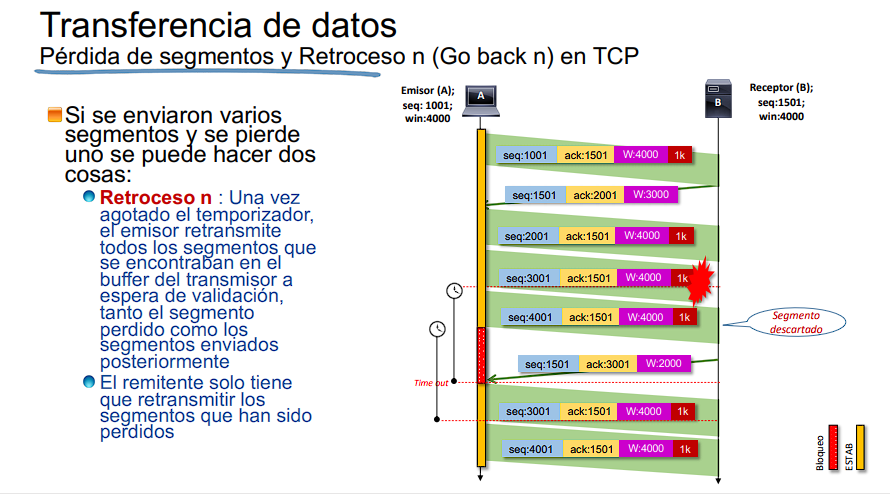 Transferencia de datos
Pérdida de segmentos y Retroceso n (Go back n) en TCP
Si se enviaron varios
segmentos y se pierde
uno se puede hacer dos
cosas:
Retroceso n : Una vez
agotado el temporizador,
el emisor retransmite
todos los segmentos que
se encontraban en el
buffer del transmisor a
espera de validación,
tanto el segmento
perdido como los
segmentos enviados
posteriormente
El remitente solo tiene
que retransmitir los
segmentos que han sido
perdidos
Emisor (A);
seq: 1001;
win:4000
A
B
Receptor (B);
seq:1501;
win:4000
seq:1001 ack:1501 W:4000 1k
seq:1501 ack:2001 W:3000
seq:2001 ack:1501 W:4000 1k
seq:3001 ack:1501 W:4000 1k
seq:4001 ack:1501 W:4000 1k
Segmento
descartado
seq:1501 ack:3001 W:2000
Time out
seq:3001 ack:1501 W:4000 1k
seq:4001 ack:1501 W:4000 1k
Bloqueo
ESTAB